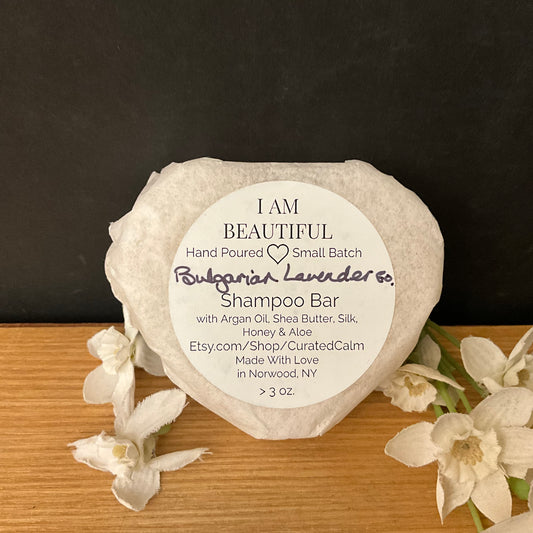 I AM
BEAUTIFUL
Hand Poured Small Batch
Bulgarian Lavender EO.
Shampoo Bar
with Argan Oil, Shea Butter, Silk,
Honey & Aloe
Etsy.com/Shop/CuratedCalm
Made With Love
in Norwood, NY
> 3 oz.